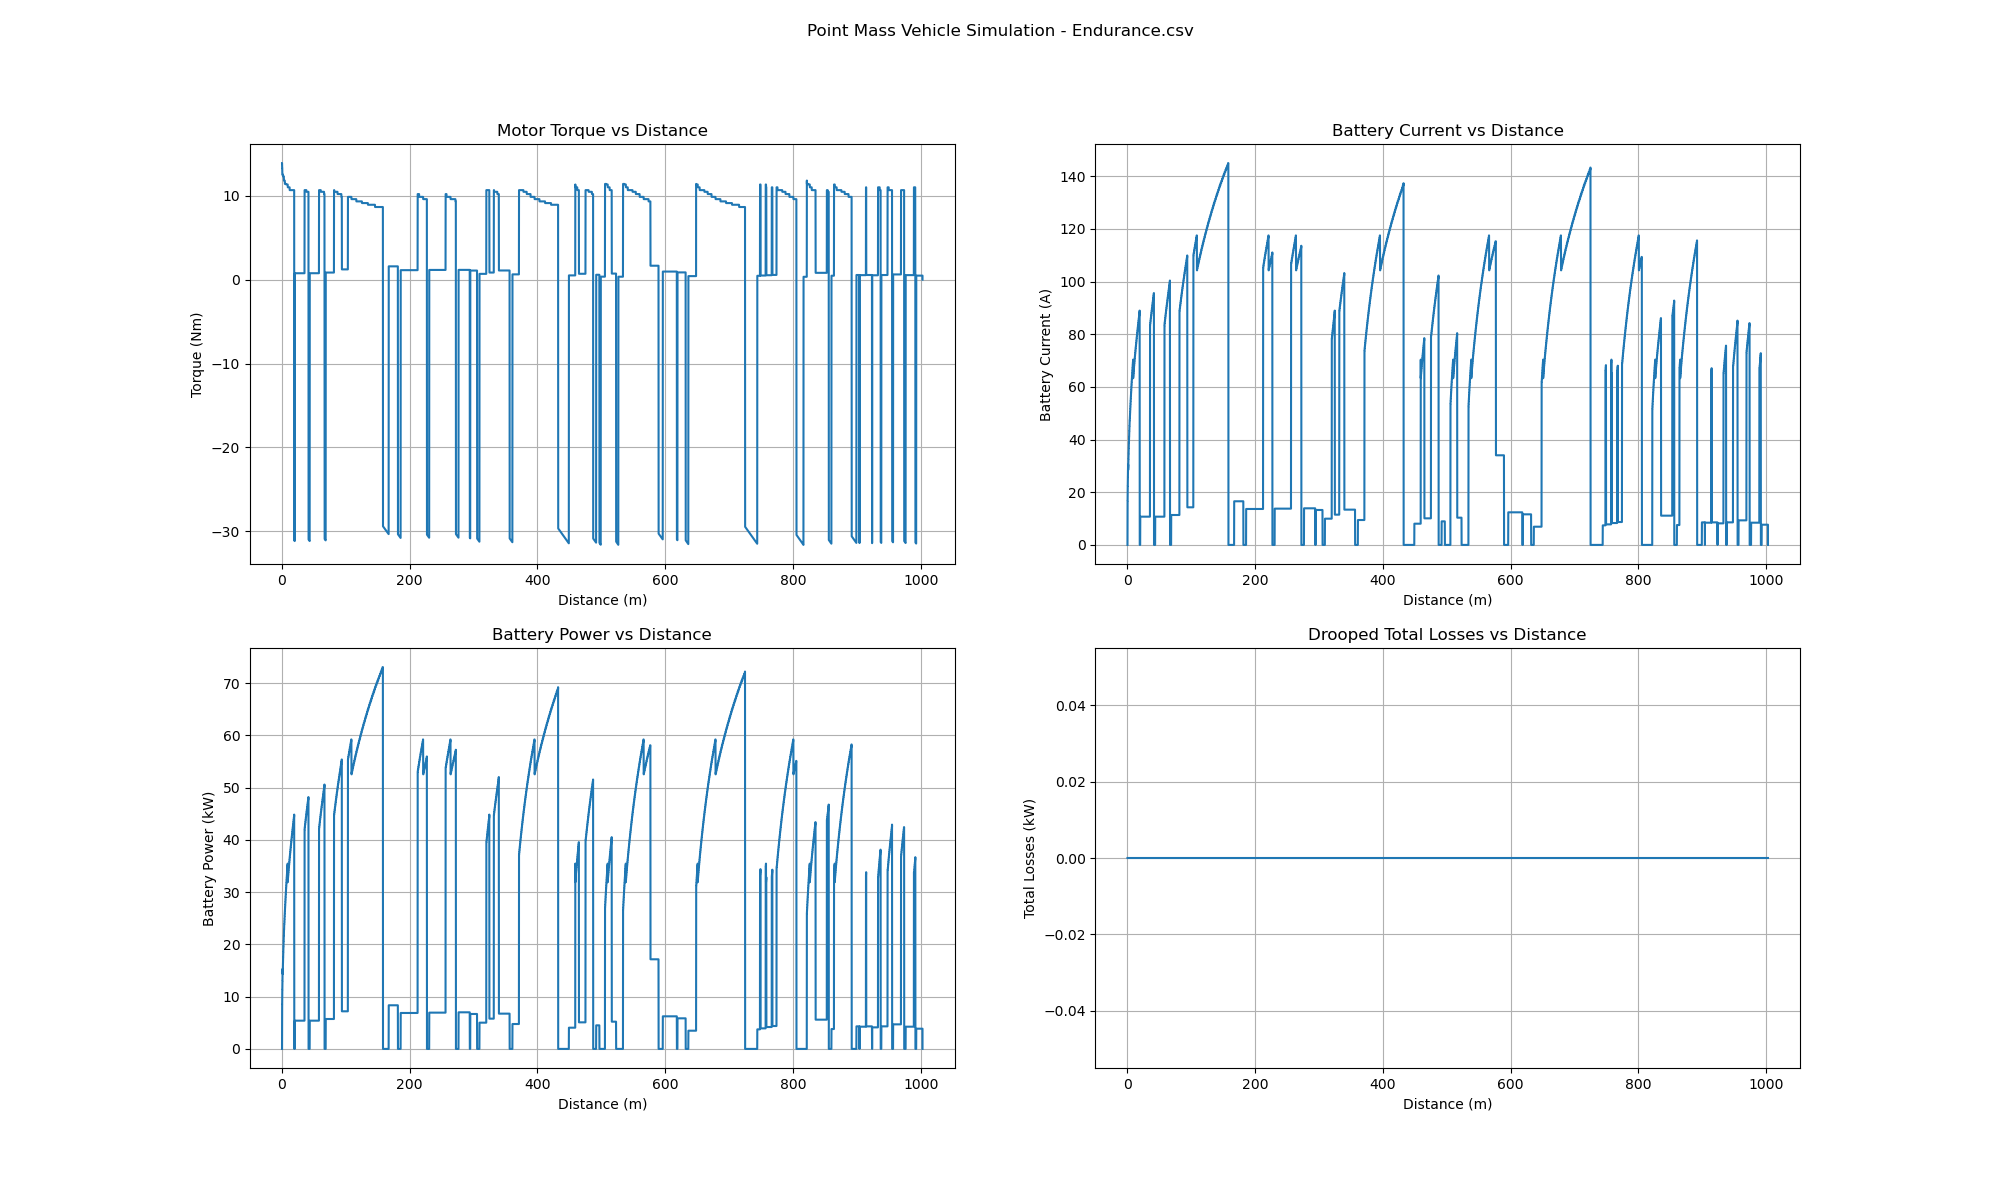 Point Mass Vehicle Simulation - Endurance.csv
Motor Torque vs Distance
10
0
−10
−20
−30
Torque (Nm)
0 200 400 600 800 1000
Distance (m)
Battery Current vs Distance
140
120
100
80
60
40
20
0
Battery Current (A)
0 200 400 600 800 1000
Distance (m)
Battery Power vs Distance
70
60
50
40
30
20
10
0
Battery Power (kW)
0 200 400 600 800 1000
Distance (m)
Drooped Total Losses vs Distance
0.04
0.02
0.00
−0.02
−0.04
Total Losses (kW)
0 200 400 600 800 1000
Distance (m)